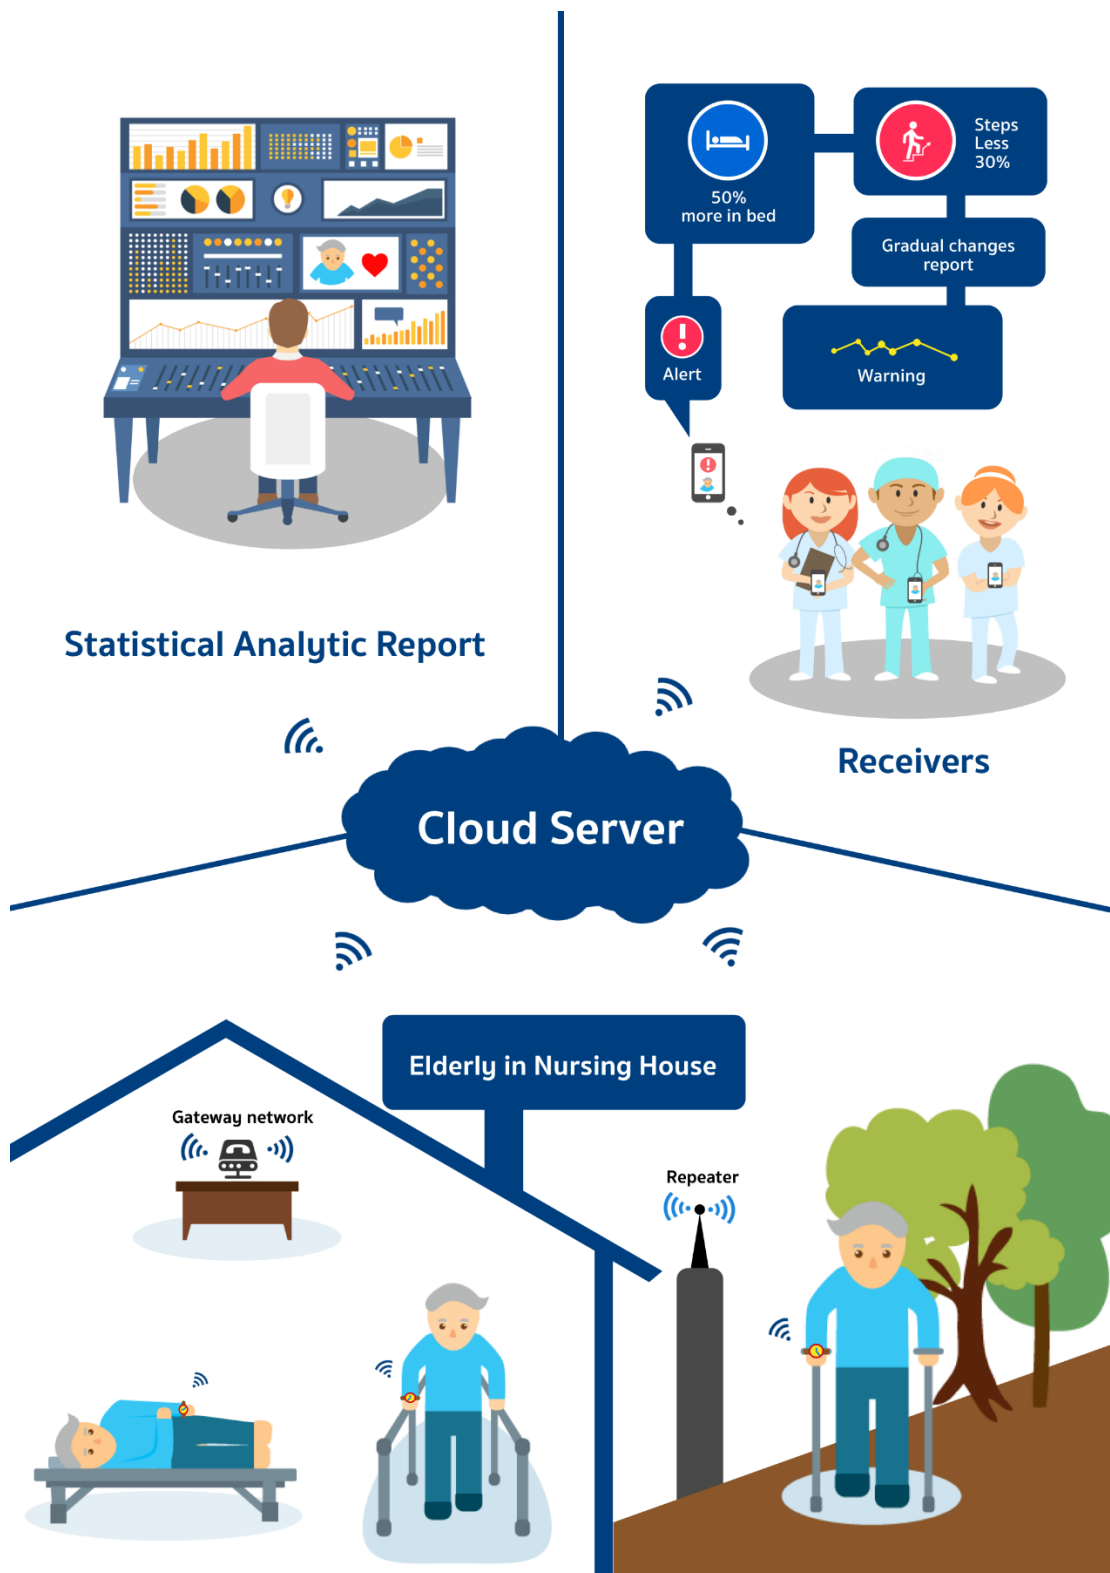 50%
more in bed
Steps
Less
30%
Gradual changes
report
Alert
Warning
Statistical Analytic Report
Receivers
Cloud Server
Elderly in Nursing House
Gateway network
Repeater